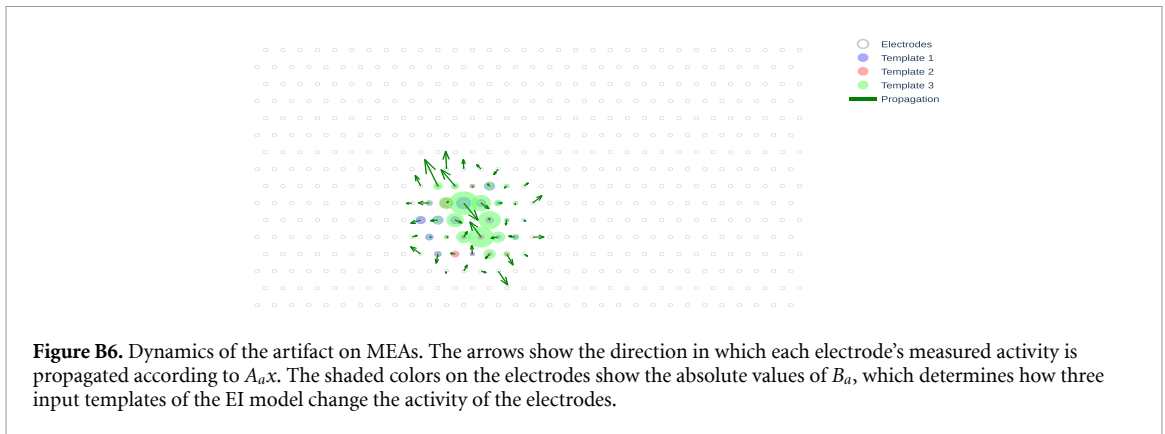 Electrodes
Template 1
Template 2
Template 3
Propagation
Figure B6. Dynamics of the artifact on MEAs. The arrows show the direction in which each electrode's measured activity is
propagated according to Aₐx. The shaded colors on the electrodes show the absolute values of Bₐ, which determines how three
input templates of the EI model change the activity of the electrodes.